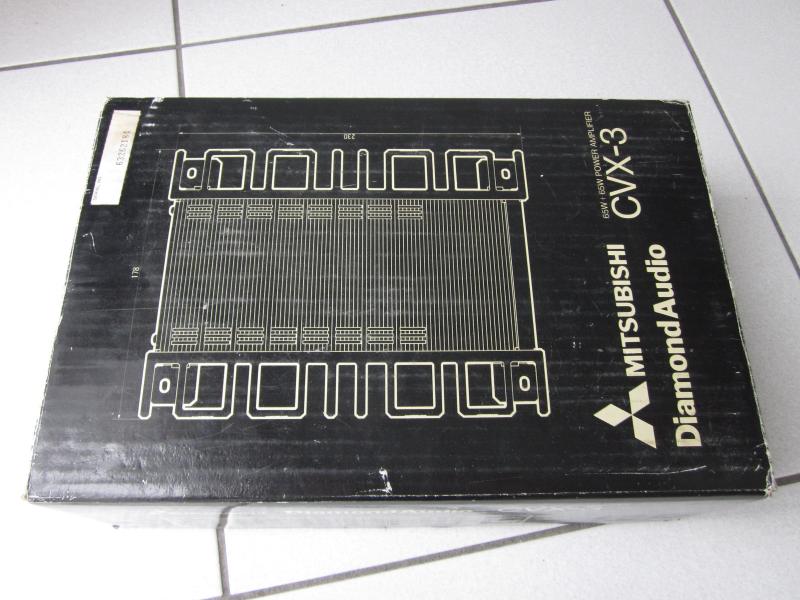 65W + 65W POWER AMPLIFIER
CVX-3
MITSUBISHI
DiamondAudio
230
178